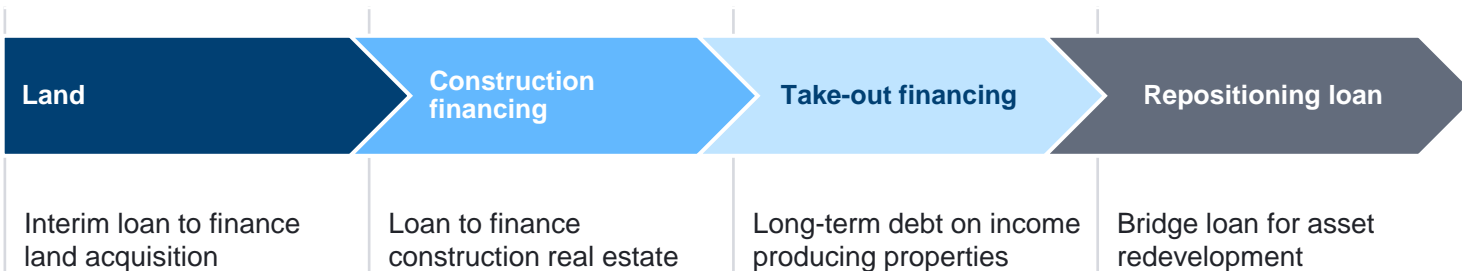 Land
Construction
financing
Take-out financing
Repositioning loan
Interim loan to finance
land acquisition
Loan to finance
construction real estate
Long-term debt on income
producing properties
Bridge loan for asset
redevelopment